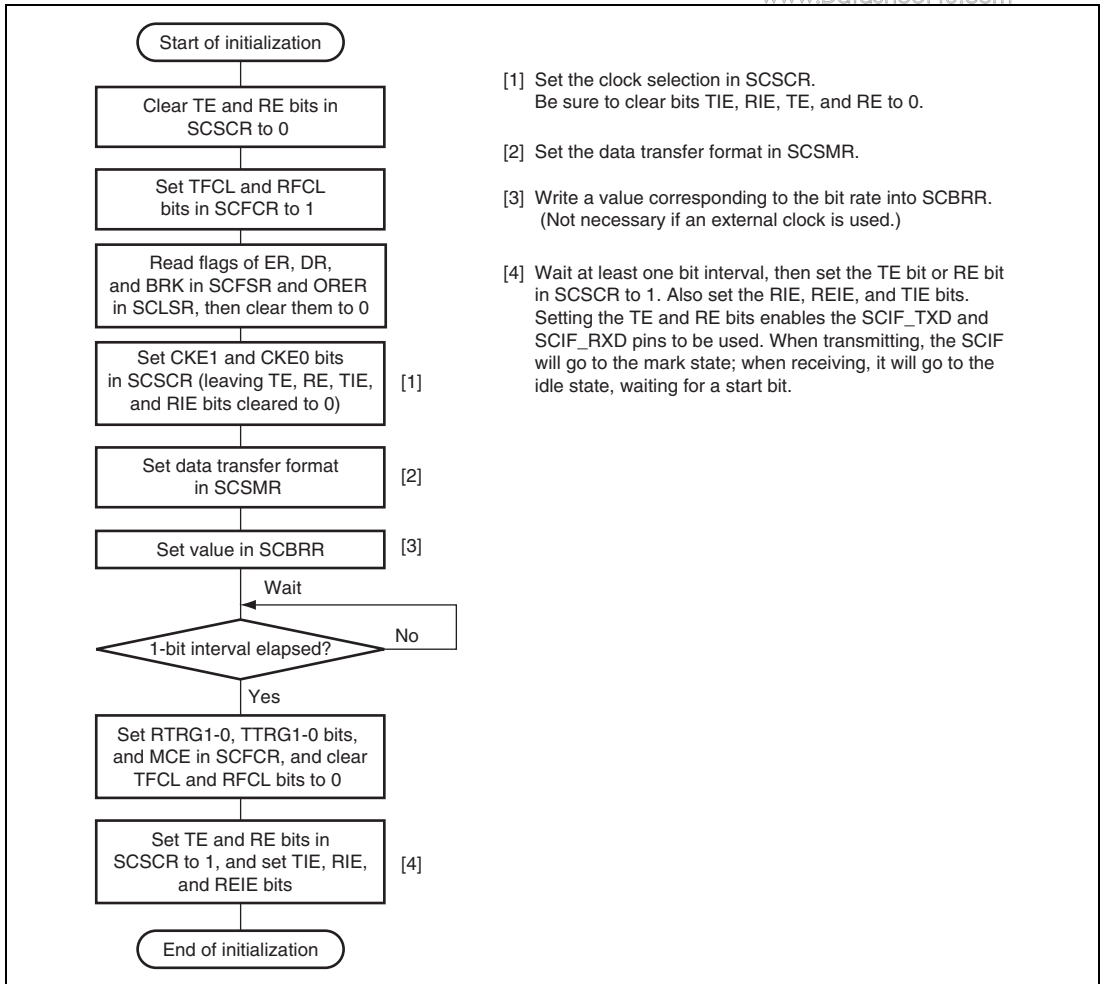 Start of initialization
Clear TE and RE bits in
SCSCR to 0
Set TFCL and RFCL
bits in SCFCR to 1
Read flags of ER, DR,
and BRK in SCFSR and ORER
in SCLSR, then clear them to 0
Set CKE1 and CKE0 bits
in SCSCR (leaving TE, RE, TIE,
and RIE bits cleared to 0)
[1]
Set data transfer format
in SCSMR
[2]
Set value in SCBRR
[3]
Wait
1-bit interval elapsed?
No
Yes
Set RTRG1-0, TTRG1-0 bits,
and MCE in SCFCR, and clear
TFCL and RFCL bits to 0
Set TE and RE bits in
SCSCR to 1, and set TIE, RIE,
and REIE bits
[4]
End of initialization
[1] Set the clock selection in SCSCR.
Be sure to clear bits TIE, RIE, TE, and RE to 0.
[2] Set the data transfer format in SCSMR.
[3] Write a value corresponding to the bit rate into SCBRR.
(Not necessary if an external clock is used.)
[4] Wait at least one bit interval, then set the TE bit or RE bit
in SCSCR to 1. Also set the RIE, REIE, and TIE bits.
Setting the TE and RE bits enables the SCIF_TXD and
SCIF_RXD pins to be used. When transmitting, the SCIF
will go to the mark state; when receiving, it will go to the
idle state, waiting for a start bit.